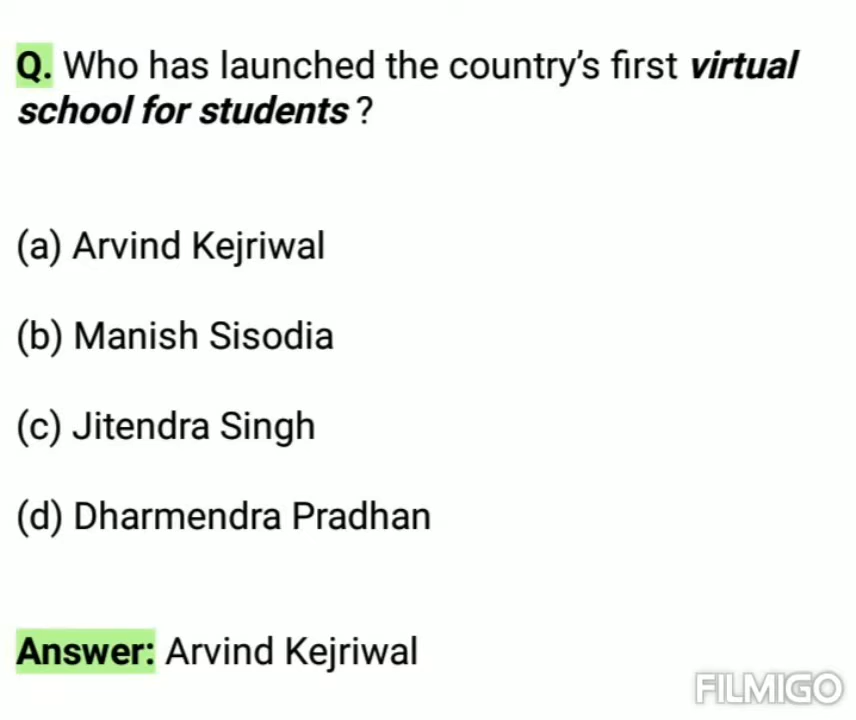 Q. Who has launched the country's first virtual
school for students ?
(a) Arvind Kejriwal
(b) Manish Sisodia
(c) Jitendra Singh
(d) Dharmendra Pradhan
Answer: Arvind Kejriwal
FILMIGO